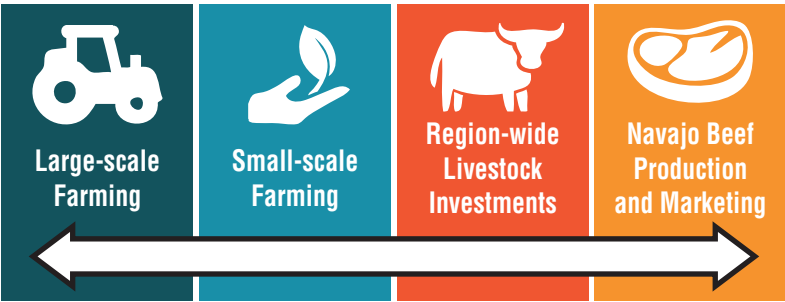 Large-scale
Farming
Small-scale
Farming
Region-wide
Livestock
Investments
Navajo Beef
Production
and Marketing